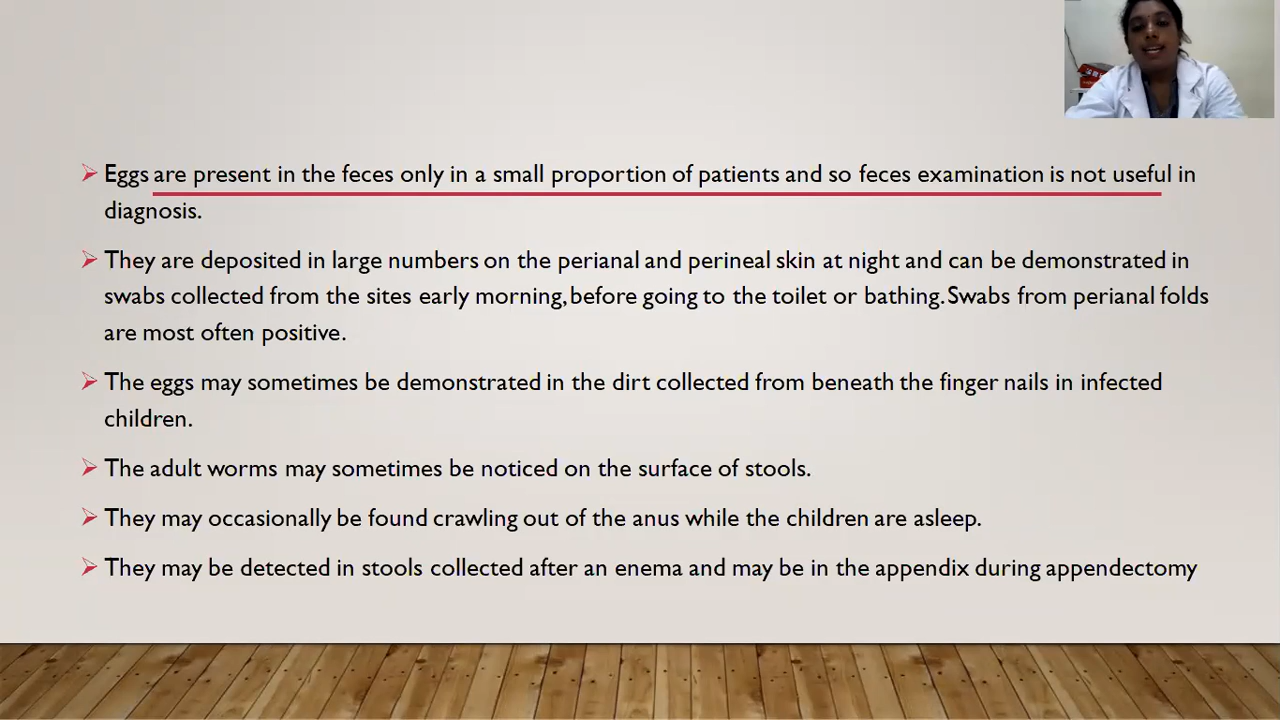 Eggs are present in the feces only in a small proportion of patients and so feces examination is not useful in
diagnosis.
They are deposited in large numbers on the perianal and perineal skin at night and can be demonstrated in
swabs collected from the sites early morning,before going to the toilet or bathing.Swabs from perianal folds
are most often positive.
The eggs may sometimes be demonstrated in the dirt collected from beneath the finger nails in infected
children.
The adult worms may sometimes be noticed on the surface of stools.
They may occasionally be found crawling out of the anus while the children are asleep.
They may be detected in stools collected after an enema and may be in the appendix during appendectomy